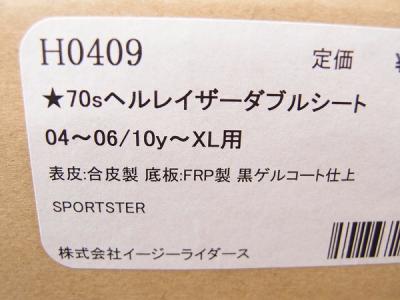 H0409 定価 ¥
★70sヘルレイザーダブルシート
04～06/10y～XL用
表皮:合皮製 底板:FRP製 黒ゲルコート仕上
SPORTSTER
株式会社イージーライダース